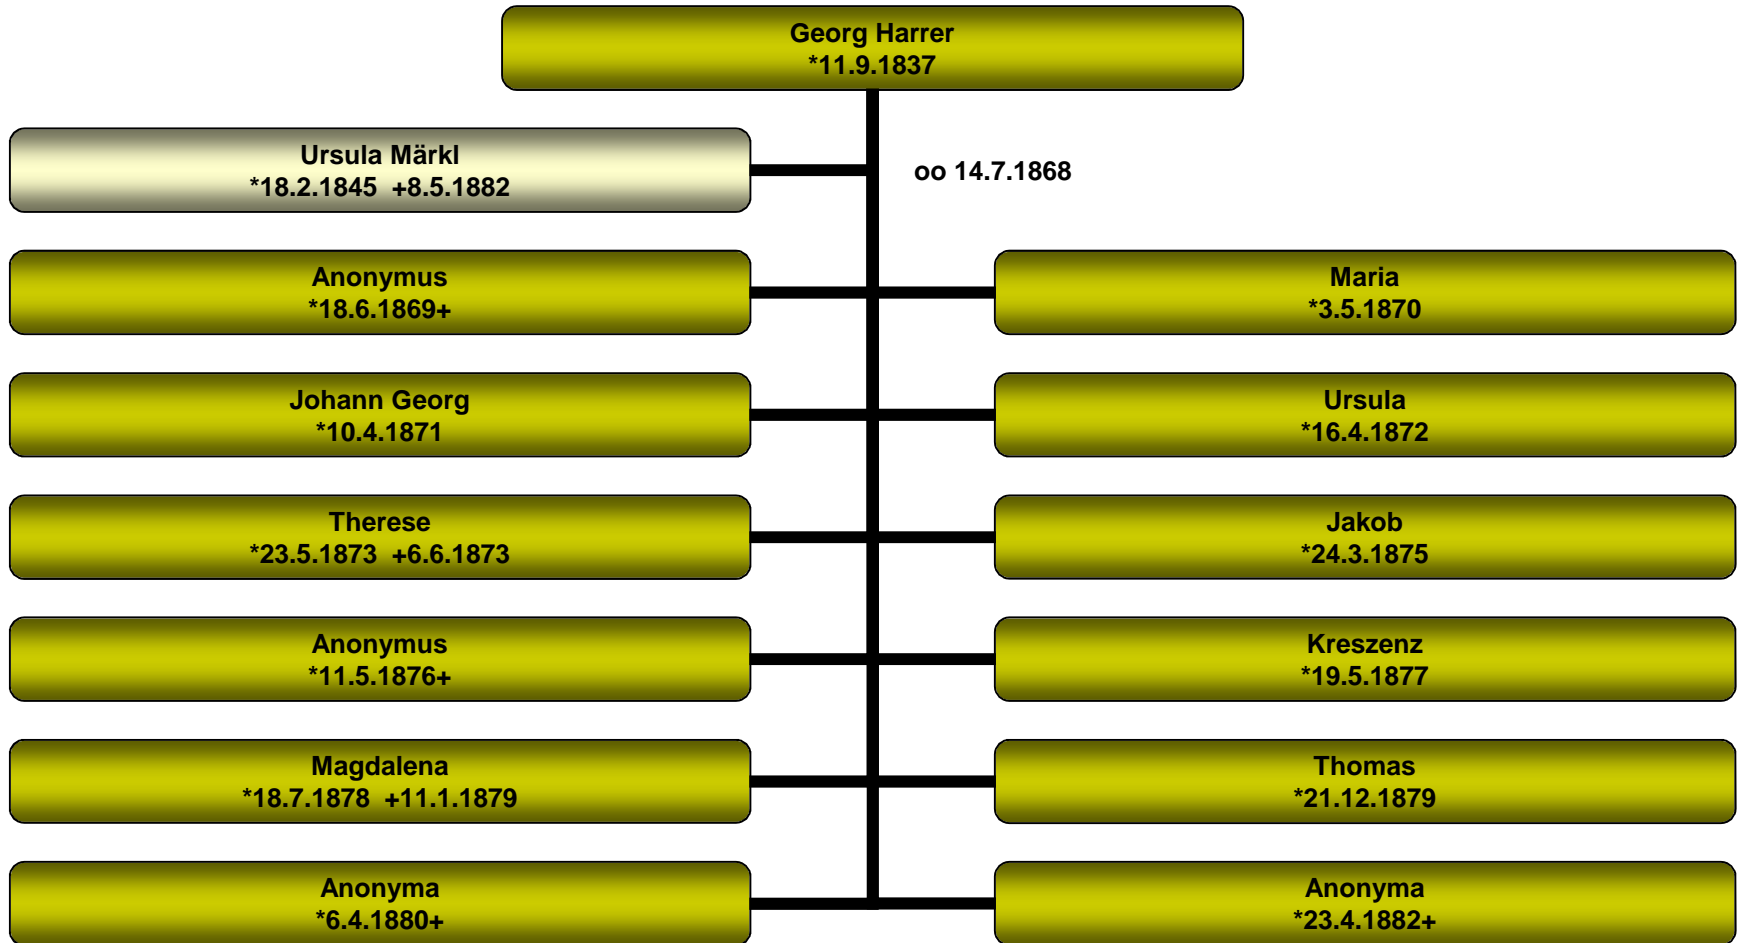 Georg Harrer
*11.9.1837
Ursula Märkl
*18.2.1845  +8.5.1882
oo 14.7.1868
Anonymus
*18.6.1869+
Maria
*3.5.1870
Johann Georg
*10.4.1871
Ursula
*16.4.1872
Therese
*23.5.1873  +6.6.1873
Jakob
*24.3.1875
Anonymus
*11.5.1876+
Kreszenz
*19.5.1877
Magdalena
*18.7.1878  +11.1.1879
Thomas
*21.12.1879
Anonyma
*6.4.1880+
Anonyma
*23.4.1882+